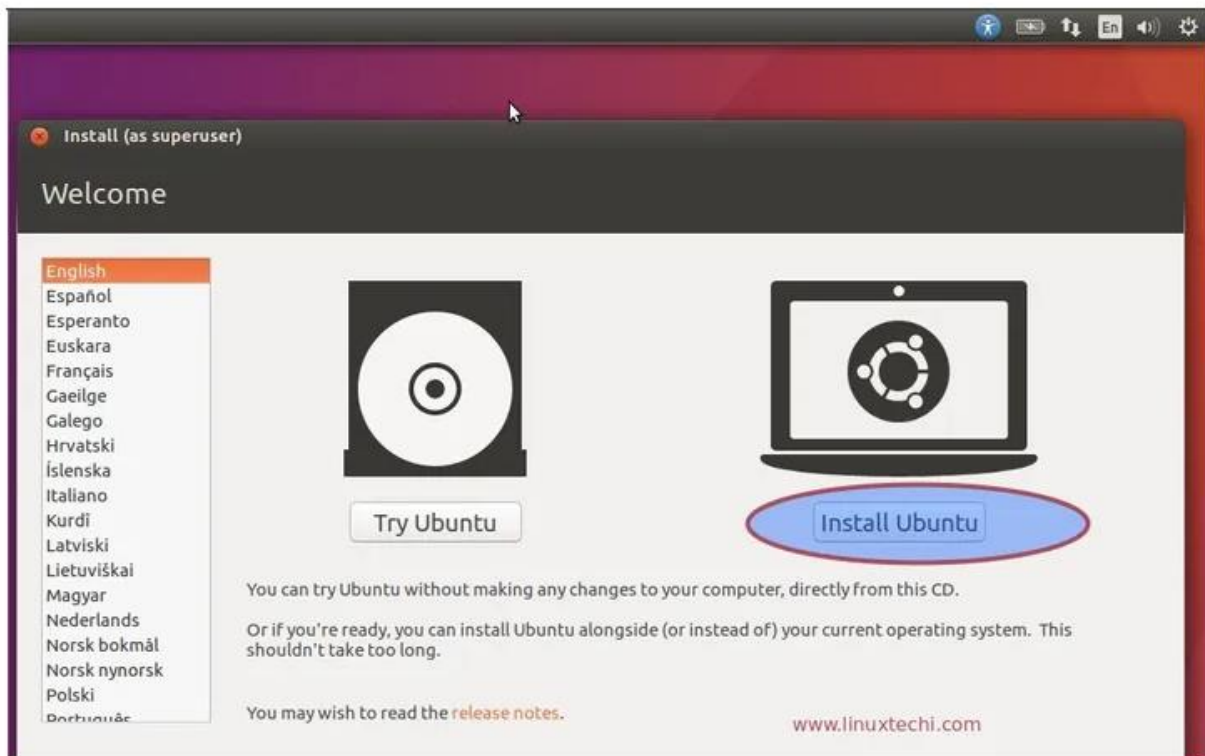 En
Install (as superuser)
Welcome
English
Español
Esperanto
Euskara
Français
Gaeilge
Galego
Hrvatski
Íslenska
Italiano
Kurdî
Latviski
Lietuviškai
Magyar
Nederlands
Norsk bokmål
Norsk nynorsk
Polski
Português
Try Ubuntu
Install Ubuntu
You can try Ubuntu without making any changes to your computer, directly from this CD.
Or if you're ready, you can install Ubuntu alongside (or instead of) your current operating system. This
shouldn't take too long.
You may wish to read the release notes.
www.linuxtechi.com